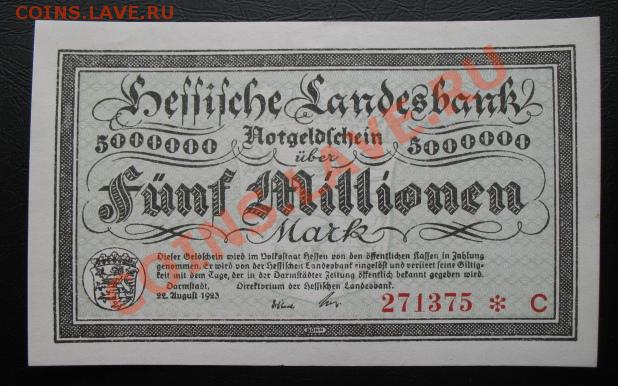 COINS.LAVE.RU
Hessische Landesbank
5000000 Notgeldschein 5000000
über
Fünf Millionen
Mark
Dieser Geldschein wird im Volksstaat Hessen von den öffentlichen Kassen in Zahlung
genommen. Er wird von der Hessischen Landesbank eingelöst und verliert seine Gültig-
keit mit dem Tage, der in der Darmstädter Zeitung öffentlich bekannt gegeben wird.
Darmstadt, Direktorium der Hessischen Landesbank.
22. August 1923
271375 * C
COINS.LAVE.RU